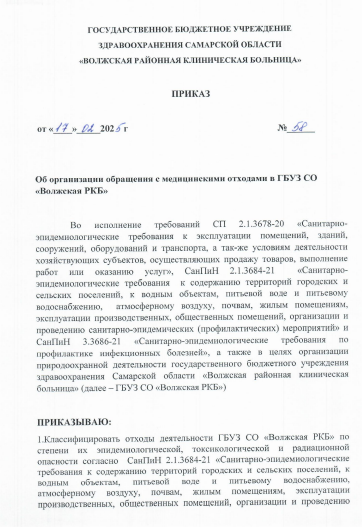 ГОСУДАРСТВЕННОЕ БЮДЖЕТНОЕ УЧРЕЖДЕНИЕ
ЗДРАВООХРАНЕНИЯ САМАРСКОЙ ОБЛАСТИ
«ВОЛЖСКАЯ РАЙОННАЯ КЛИНИЧЕСКАЯ БОЛЬНИЦА»
ПРИКАЗ
от «17» 02 2025 г № 58
Об организации обращения с медицинскими отходами в ГБУЗ СО
«Волжская РКБ»
Во исполнение требований СП 2.1.3678-20 «Санитарно-
эпидемиологические требования к эксплуатации помещений, зданий,
сооружений, оборудований и транспорта, а так-же условиям деятельности
хозяйствующих субъектов, осуществляющих продажу товаров, выполнение
работ или оказанию услуг», СанПиН 2.1.3684-21 «Санитарно-
эпидемиологические требования к содержанию территорий городских и
сельских поселений, к водным объектам, питьевой воде и питьевому
водоснабжению, атмосферному воздуху, почвам, жилым помещениям,
эксплуатации производственных, общественных помещений, организации и
проведению санитарно-эпидемических (профилактических) мероприятий» и
СанПиН 3.3686-21 «Санитарно-эпидемические требования по
профилактике инфекционных болезней», а также в целях организации
природоохранной деятельности государственного бюджетного учреждения
здравоохранения Самарской области «Волжская районная клиническая
больница» (далее – ГБУЗ СО «Волжская РКБ»)
ПРИКАЗЫВАЮ:
1.Классифицировать отходы деятельности ГБУЗ СО «Волжская РКБ» по
степени их эпидемиологической, токсикологической и радиационной
опасности согласно СанПиН 2.1.3684-21 «Санитарно-эпидемиологические
требования к содержанию территорий городских и сельских поселений, к
водным объектам, питьевой воде и питьевому водоснабжению,
атмосферному воздуху, почвам, жилым помещениям, эксплуатации
производственных, общественных помещений, организации и проведению